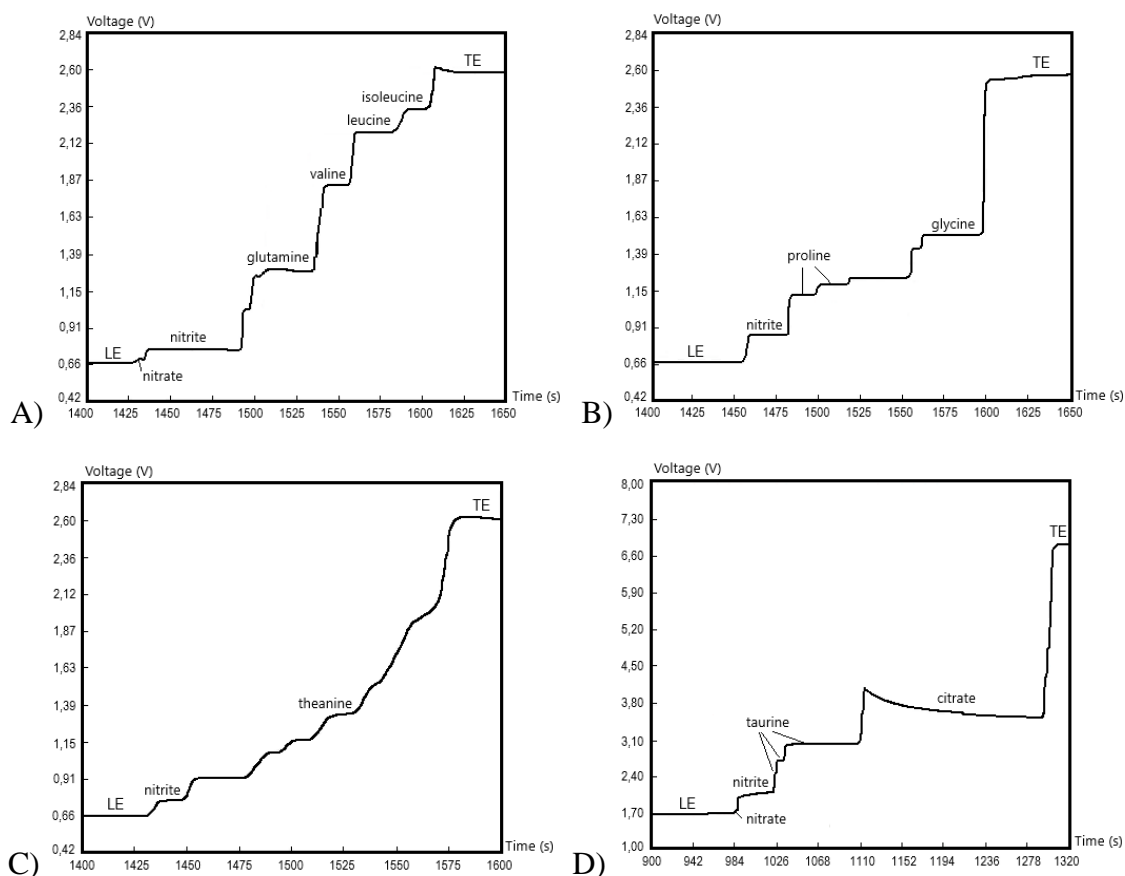 Voltage (V)
2,84
2,60
2,36
2,12
1,87
1,63
1,39
1,15
0,91
0,66
0,42
LE
nitrate
nitrite
glutamine
valine
leucine
isoleucine
TE
1400 1425 1450 1475 1500 1525 1550 1575 1600 1625 1650
Time (s)
A)
Voltage (V)
2,84
2,60
2,36
2,12
1,87
1,63
1,39
1,15
0,91
0,66
0,42
LE
nitrite
proline
glycine
TE
1400 1425 1450 1475 1500 1525 1550 1575 1600 1625 1650
Time (s)
B)
Voltage (V)
2,84
2,60
2,36
2,12
1,87
1,63
1,39
1,15
0,91
0,66
0,42
LE
nitrite
theanine
TE
1400 1425 1450 1475 1500 1525 1550 1575 1600
Time (s)
C)
Voltage (V)
8,00
7,30
6,60
5,90
5,20
4,50
3,80
3,10
2,40
1,70
1,00
LE
nitrate
nitrite
taurine
citrate
TE
900 942 984 1026 1068 1110 1152 1194 1236 1278 1320
Time (s)
D)